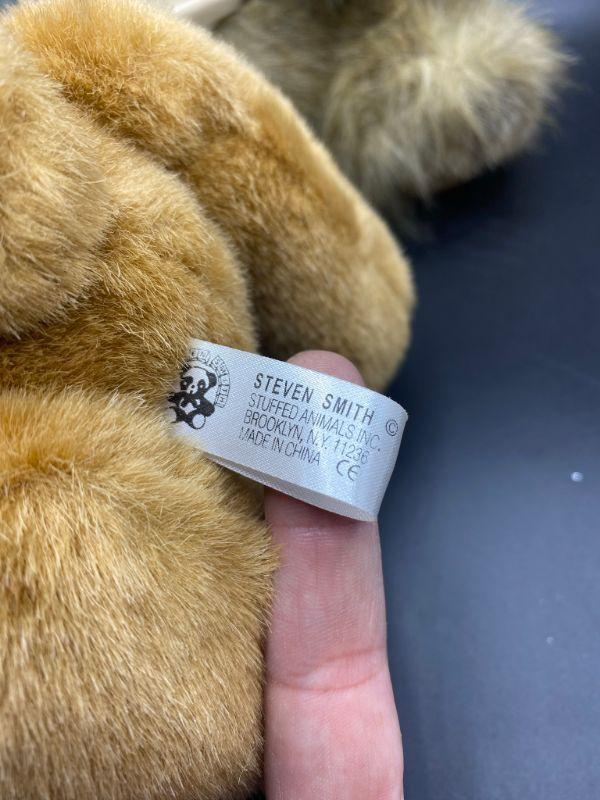 STEVEN SMITH ©
STUFFED ANIMALS INC.
BROOKLYN, N.Y. 11236
MADE IN CHINA CE